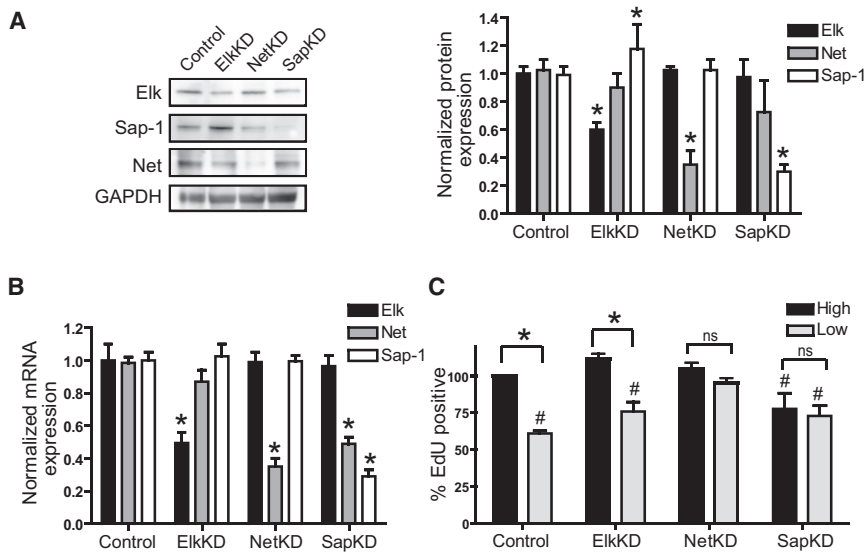 A
Control
ElkKD
NetKD
SapKD
Elk
Sap-1
Net
GAPDH
Normalized protein
expression
1.4
1.2
1.0
0.8
0.6
0.4
0.2
0.0
* * * *
Elk
Net
Sap-1
Control ElkKD NetKD SapKD
B
Normalized mRNA
expression
1.2
1.0
0.8
0.6
0.4
0.2
0.0
* * * *
Elk
Net
Sap-1
Control ElkKD NetKD SapKD
C
% EdU positive
100
75
50
25
0
High
Low
* * ns ns
# # # #
Control ElkKD NetKD SapKD